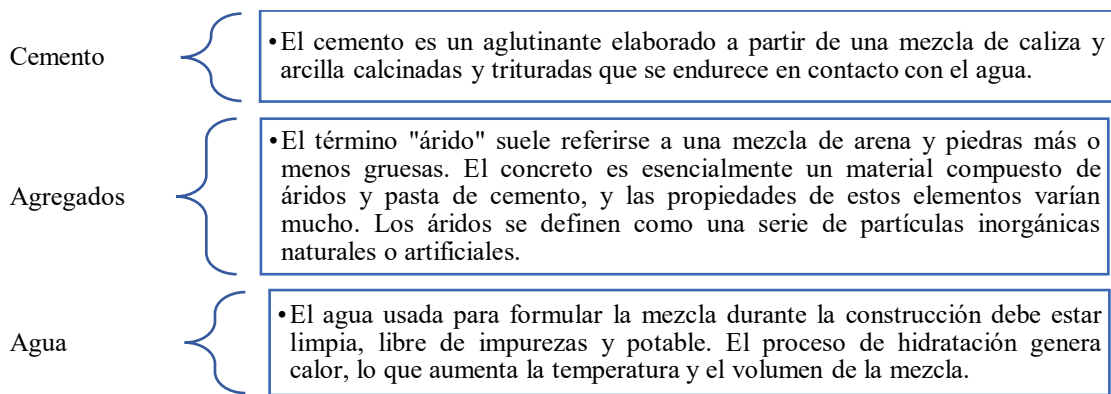 Cemento
•El cemento es un aglutinante elaborado a partir de una mezcla de caliza y
arcilla calcinadas y trituradas que se endurece en contacto con el agua.
Agregados
•El término "árido" suele referirse a una mezcla de arena y piedras más o
menos gruesas. El concreto es esencialmente un material compuesto de
áridos y pasta de cemento, y las propiedades de estos elementos varían
mucho. Los áridos se definen como una serie de partículas inorgánicas
naturales o artificiales.
Agua
•El agua usada para formular la mezcla durante la construcción debe estar
limpia, libre de impurezas y potable. El proceso de hidratación genera
calor, lo que aumenta la temperatura y el volumen de la mezcla.